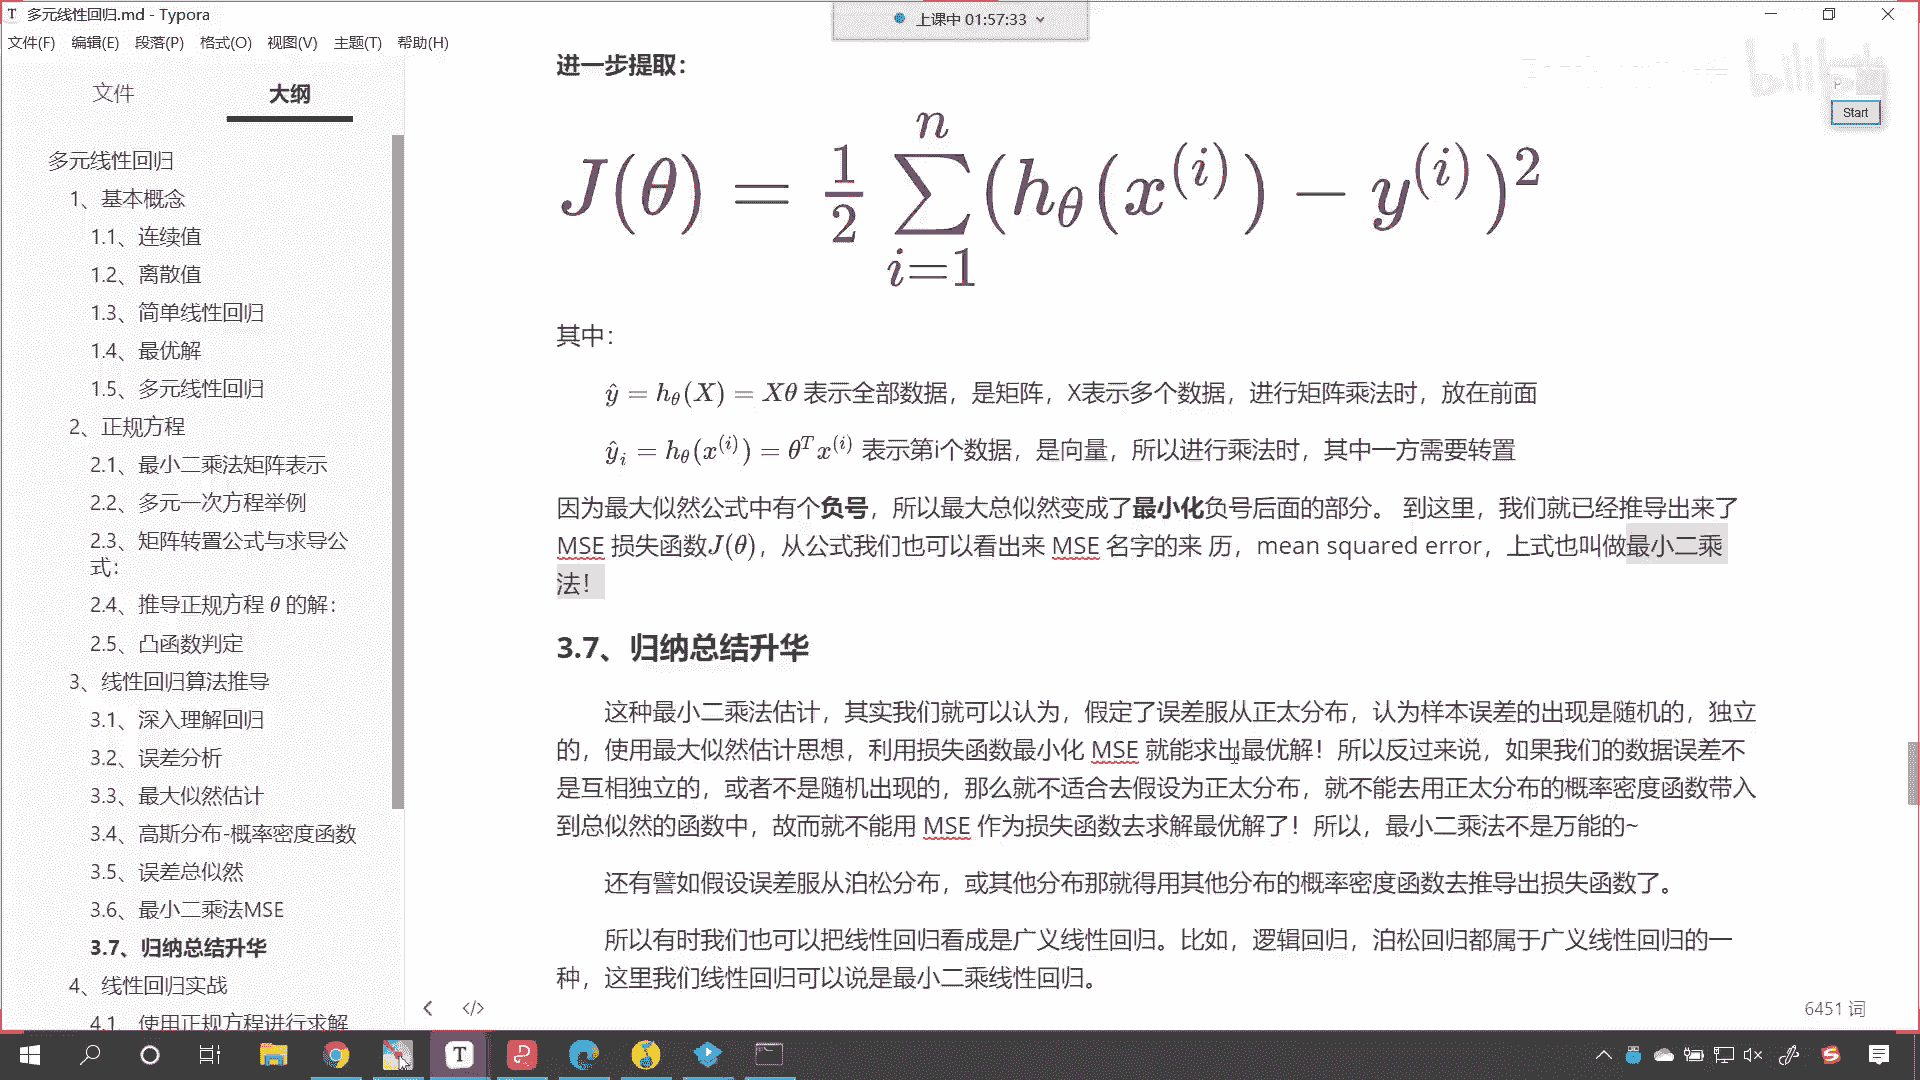 多元线性回归.md - Typora
上课中 01:57:33
文件(F) 编辑(E) 段落(P) 格式(O) 视图(V) 主题(T) 帮助(H)
文件 大纲
多元线性回归
1、基本概念
1.1、连续值
1.2、离散值
1.3、简单线性回归
1.4、最优解
1.5、多元线性回归
2、正规方程
2.1、最小二乘法矩阵表示
2.2、多元一次方程举例
2.3、矩阵转置公式与求导公
式:
2.4、推导正规方程 θ 的解:
2.5、凸函数判定
3、线性回归算法推导
3.1、深入理解回归
3.2、误差分析
3.3、最大似然估计
3.4、高斯分布-概率密度函数
3.5、误差总似然
3.6、最小二乘法MSE
3.7、归纳总结升华
4、线性回归实战
4.1、使用正规方程进行求解
进一步提取:
J(θ) = \frac{1}{2} \sum_{i=1}^{n} (h_θ(x^{(i)}) − y^{(i)})^2
其中:
ŷ = h_θ(X) = Xθ 表示全部数据，是矩阵，X表示多个数据，进行矩阵乘法时，放在前面
ŷ_i = h_θ(x^{(i)}) = θ^T x^{(i)} 表示第i个数据，是向量，所以进行乘法时，其中一方需要转置
因为最大似然公式中有个负号，所以最大总似然变成了最小化负号后面的部分。 到这里，我们就已经推导出来了
MSE 损失函数J(θ)，从公式我们也可以看出来 MSE 名字的来 历，mean squared error，上式也叫做最小二乘
法！
3.7、归纳总结升华
这种最小二乘法估计，其实我们就可以认为，假定了误差服从正太分布，认为样本误差的出现是随机的，独立
的，使用最大似然估计思想，利用损失函数最小化 MSE 就能求出最优解！所以反过来说，如果我们的数据误差不
是互相独立的，或者不是随机出现的，那么就不适合去假设为正太分布，就不能去用正太分布的概率密度函数带入
到总似然的函数中，故而就不能用 MSE 作为损失函数去求解最优解了！所以，最小二乘法不是万能的~
还有譬如假设误差服从泊松分布，或其他分布那就得用其他分布的概率密度函数去推导出损失函数了。
所以有时我们也可以把线性回归看成是广义线性回归。比如，逻辑回归，泊松回归都属于广义线性回归的一
种，这里我们线性回归可以说是最小二乘线性回归。
6451 词
bilibili
Start